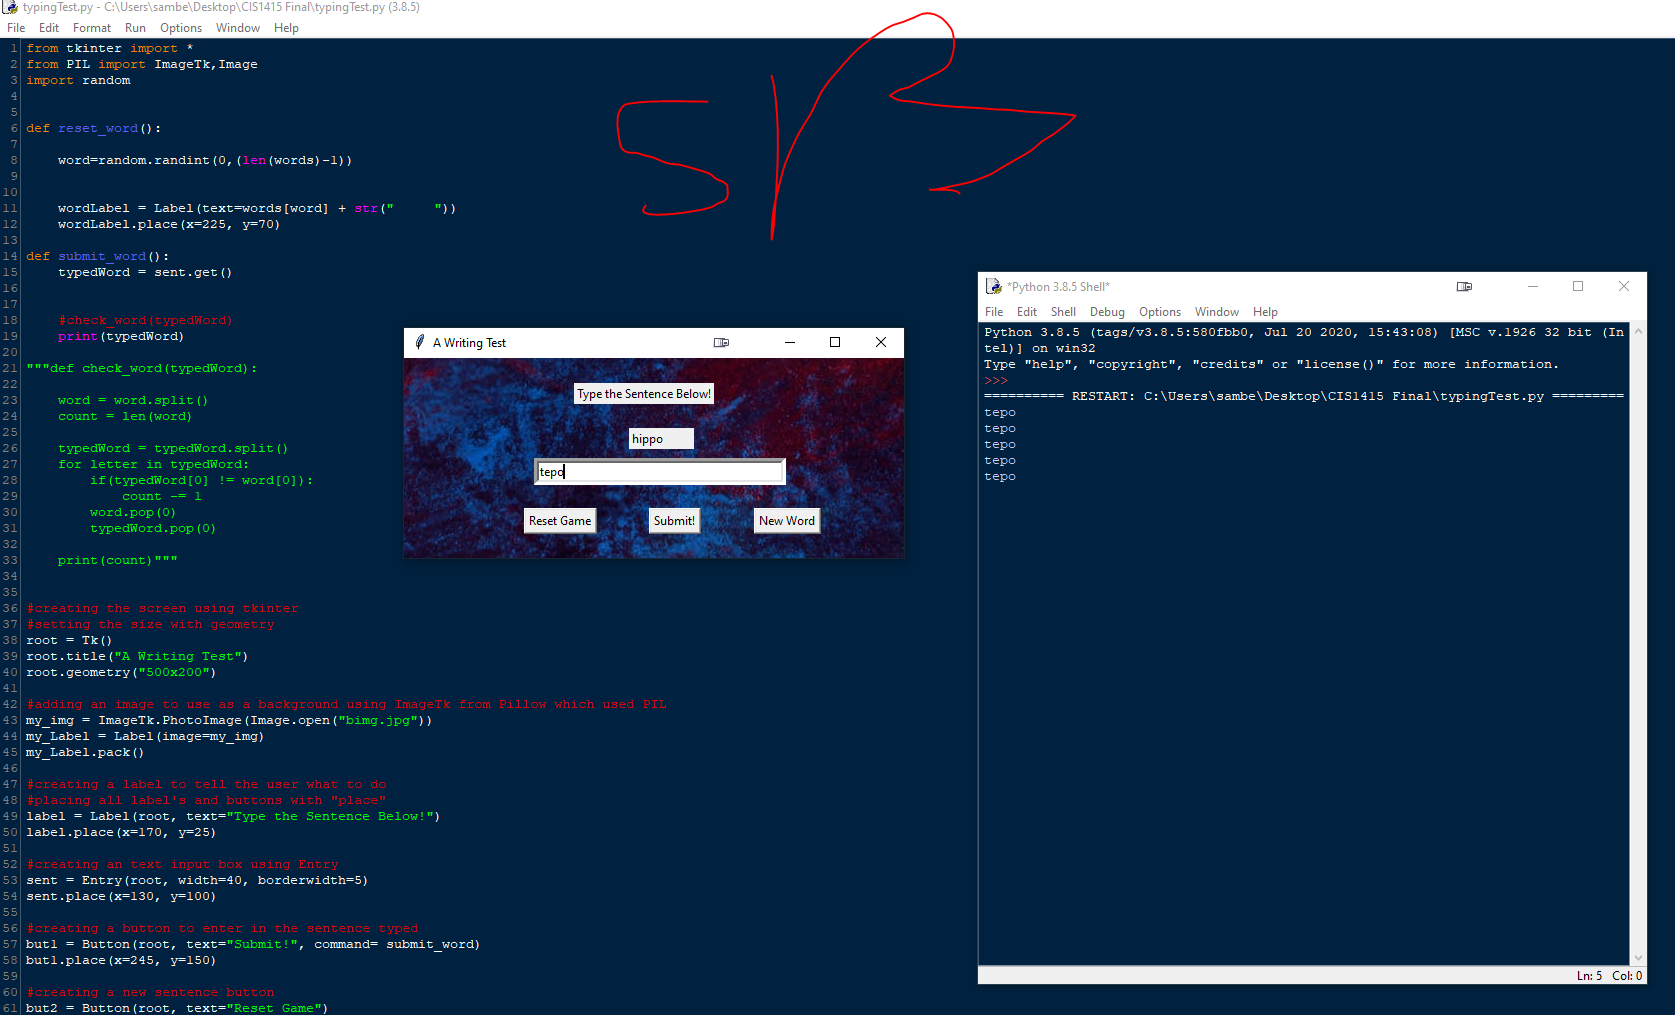 typingTest.py - C:\Users\sambe\Desktop\CIS1415 Final\typingTest.py (3.8.5)
File Edit Format Run Options Window Help
1 from tkinter import *
2 from PIL import ImageTk,Image
3 import random
4
5
6 def reset_word():
7
8     word=random.randint(0,(len(words)-1))
9
10
11     wordLabel = Label(text=words[word] + str("     "))
12     wordLabel.place(x=225, y=70)
13
14 def submit_word():
15     typedWord = sent.get()
16
17
18     #check_word(typedWord)
19     print(typedWord)
20
21 """def check_word(typedWord):
22
23     word = word.split()
24     count = len(word)
25
26     typedWord = typedWord.split()
27     for letter in typedWord:
28         if(typedWord[0] != word[0]):
29             count -= 1
30         word.pop(0)
31         typedWord.pop(0)
32
33     print(count)"""
34
35
36 #creating the screen using tkinter
37 #setting the size with geometry
38 root = Tk()
39 root.title("A Writing Test")
40 root.geometry("500x200")
41
42 #adding an image to use as a background using ImageTk from Pillow which used PIL
43 my_img = ImageTk.PhotoImage(Image.open("bimg.jpg"))
44 my_Label = Label(image=my_img)
45 my_Label.pack()
46
47 #creating a label to tell the user what to do
48 #placing all label's and buttons with "place"
49 label = Label(root, text="Type the Sentence Below!")
50 label.place(x=170, y=25)
51
52 #creating an text input box using Entry
53 sent = Entry(root, width=40, borderwidth=5)
54 sent.place(x=130, y=100)
55
56 #creating a button to enter in the sentence typed
57 but1 = Button(root, text="Submit!", command= submit_word)
58 but1.place(x=245, y=150)
59
60 #creating a new sentence button
61 but2 = Button(root, text="Reset Game")
A Writing Test
Type the Sentence Below!
hippo
tepo
Reset Game Submit! New Word
*Python 3.8.5 Shell*
File Edit Shell Debug Options Window Help
Python 3.8.5 (tags/v3.8.5:580fbb0, Jul 20 2020, 15:43:08) [MSC v.1926 32 bit (In
tel)] on win32
Type "help", "copyright", "credits" or "license()" for more information.
>>>
========== RESTART: C:\Users\sambe\Desktop\CIS1415 Final\typingTest.py =========
tepo
tepo
tepo
tepo
tepo
Ln: 5 Col: 0